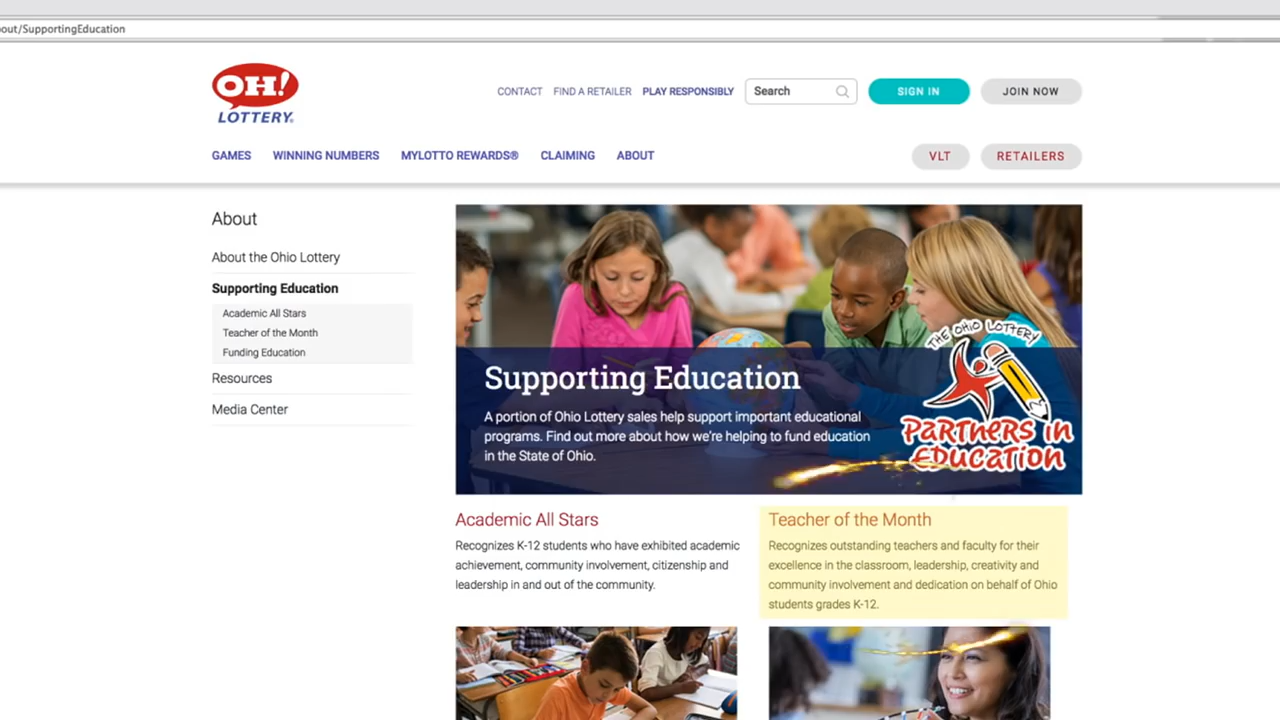 out/SupportingEducation
OH!
LOTTERY.
CONTACT
FIND A RETAILER
PLAY RESPONSIBLY
Search
SIGN IN
JOIN NOW
GAMES
WINNING NUMBERS
MYLOTTO REWARDS®
CLAIMING
ABOUT
VLT
RETAILERS
About
About the Ohio Lottery
Supporting Education
Academic All Stars
Teacher of the Month
Funding Education
Resources
Media Center
Supporting Education
A portion of Ohio Lottery sales help support important educational
programs. Find out more about how we're helping to fund education
in the State of Ohio.
THE OHIO LOTTERY
PARTNERS IN
EDUCATION
Academic All Stars
Recognizes K-12 students who have exhibited academic
achievement, community involvement, citizenship and
leadership in and out of the community.
Teacher of the Month
Recognizes outstanding teachers and faculty for their
excellence in the classroom, leadership, creativity and
community involvement and dedication on behalf of Ohio
students grades K-12.